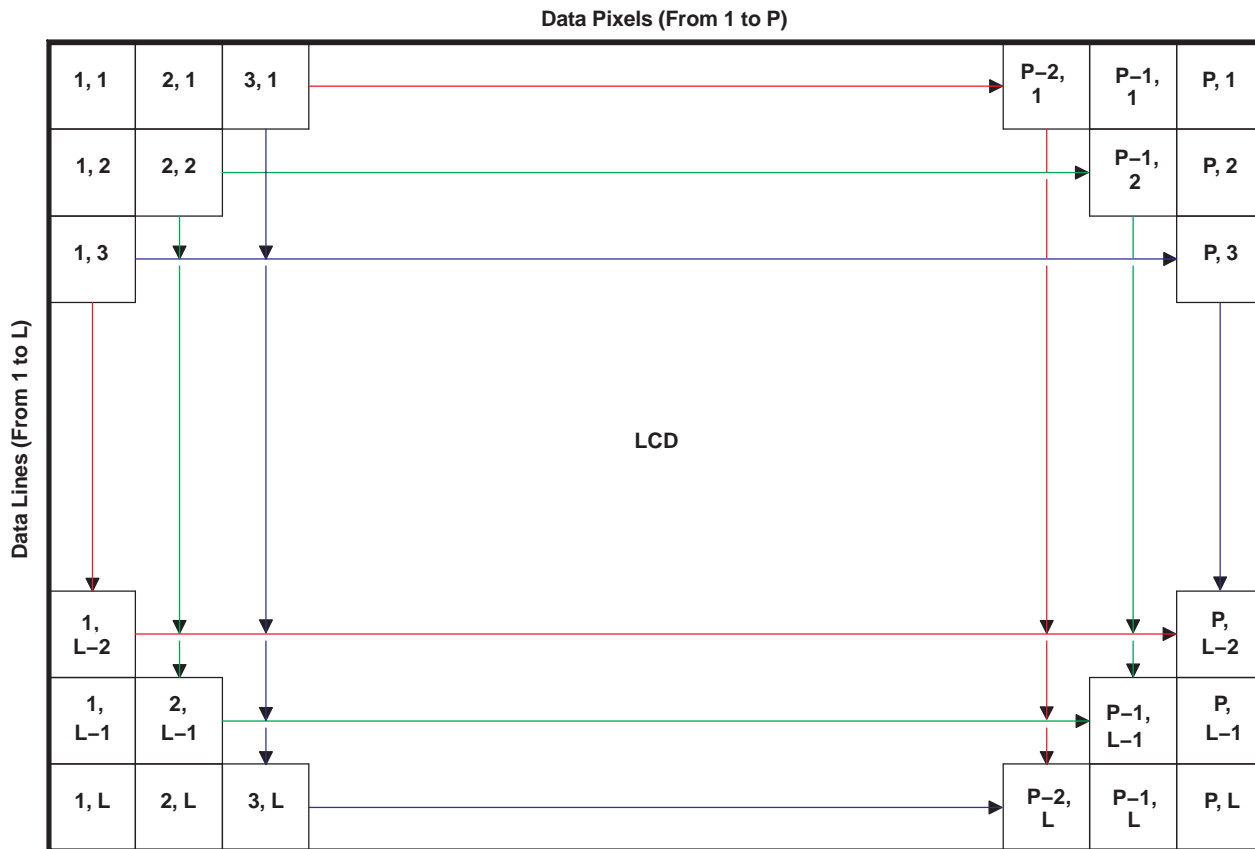 Data Pixels (From 1 to P)
1, 1 2, 1 3, 1 P−2, P−1, P, 1
1 1
1, 2 2, 2 P−1, P, 2
2
1, 3 P, 3
Data Lines (From 1 to L)
LCD
1, P,
L−2 L−2
1, 2, P−1, P,
L−1 L−1 L−1 L−1
1, L 2, L 3, L P−2, P−1, P, L
L L